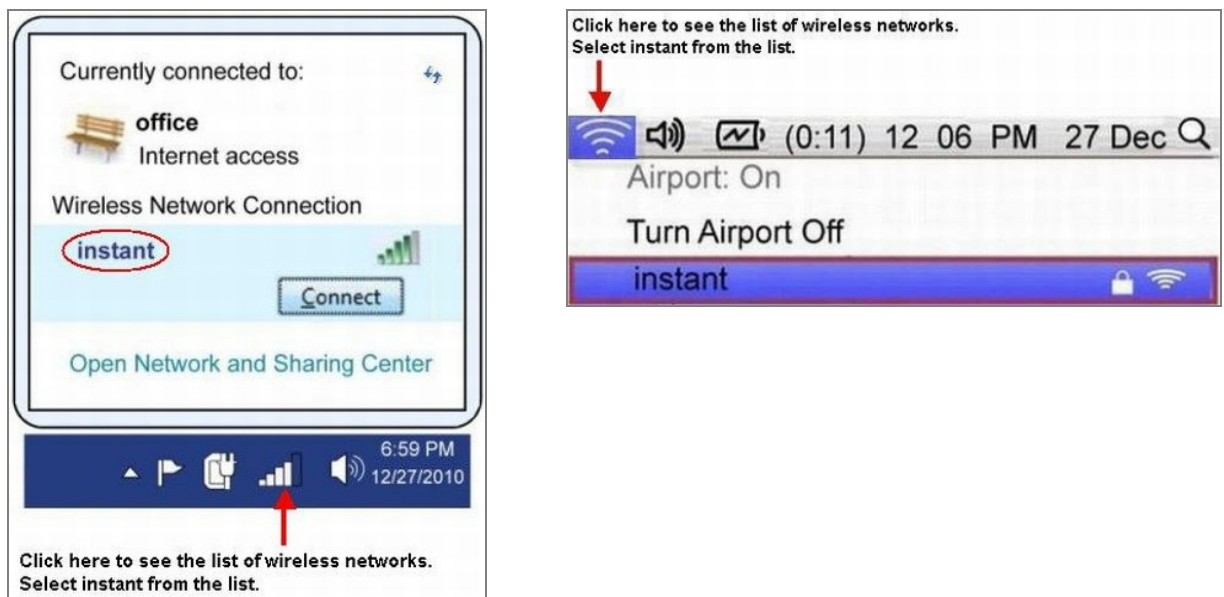 Currently connected to:
office
Internet access
Wireless Network Connection
instant
Connect
Open Network and Sharing Center
6:59 PM
12/27/2010
Click here to see the list of wireless networks.
Select instant from the list.
Click here to see the list of wireless networks.
Select instant from the list.
(0:11) 12 06 PM 27 Dec
Airport: On
Turn Airport Off
instant